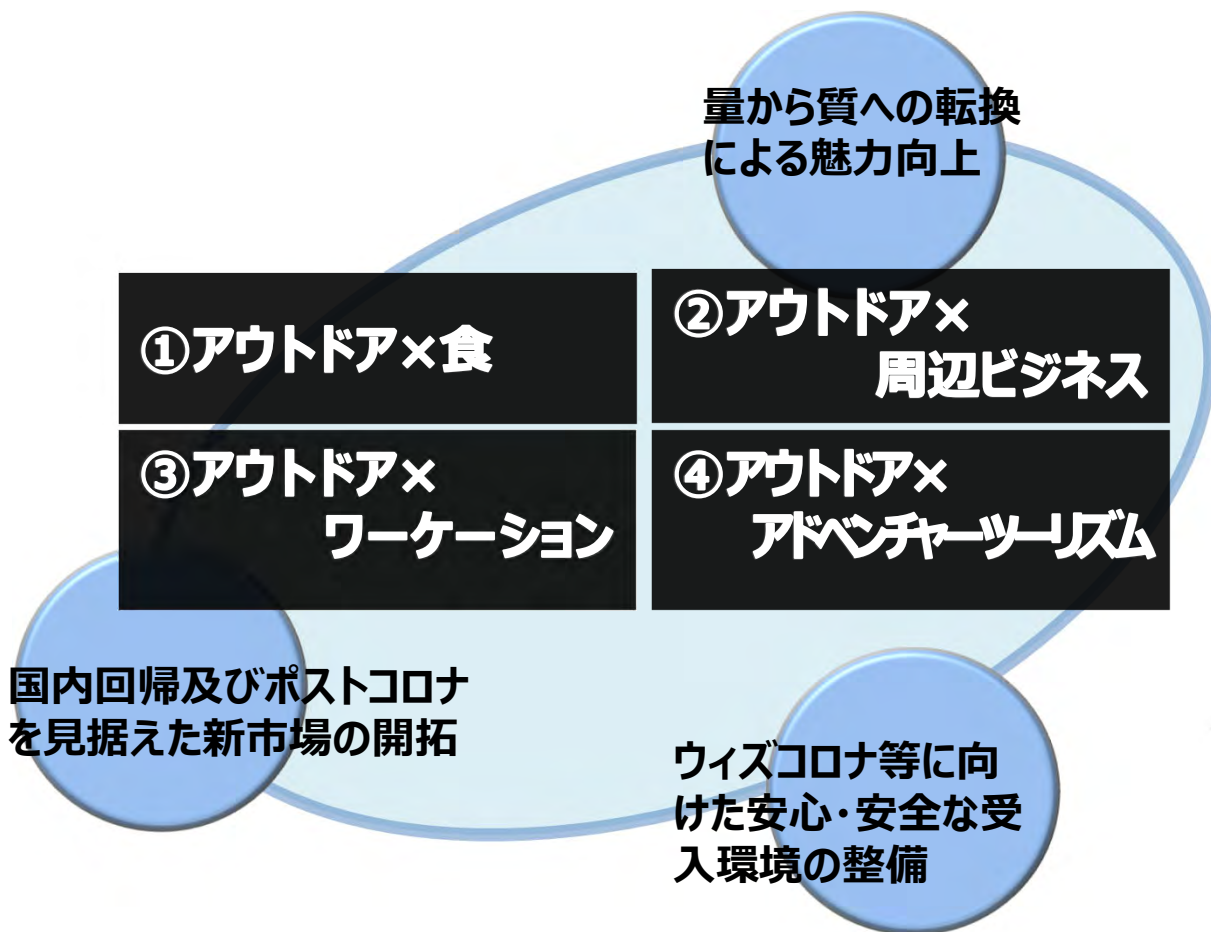 量から質への転換
による魅力向上
①アウトドア×食
②アウトドア×
周辺ビジネス
③アウトドア×
ワーケーション
④アウトドア×
アドベンチャーツーリズム
国内回帰及びポストコロナ
を見据えた新市場の開拓
ウィズコロナ等に向
けた安心・安全な受
入環境の整備